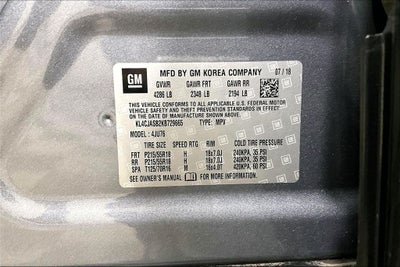 GM
MFD BY GM KOREA COMPANY 07/18
GVWR GAWR FRT GAWR RR
4286 LB 2348 LB 2194 LB
THIS VEHICLE CONFORMS TO ALL APPLICABLE U.S. FEDERAL MOTOR
VEHICLE SAFETY AND THEFT PREVENTION STANDARDS IN EFFECT ON
THE DATE OF MANUFACTURE SHOWN ABOVE.
KL4CJASB2KB729665 TYPE: MPV
MODEL: 4JU76
TIRE SIZE SPEED RTG RIM COLD TIRE PRESSURE
FRT P215/55R18 H 18x7.0J 240KPA, 35 PSI
RR P215/55R18 H 18x7.0J 240KPA, 35 PSI
SPA T125/70R16 M 16x4.0T 420KPA, 60 PSI
SEE OWNER'S MANUAL FOR MORE INFORMATION